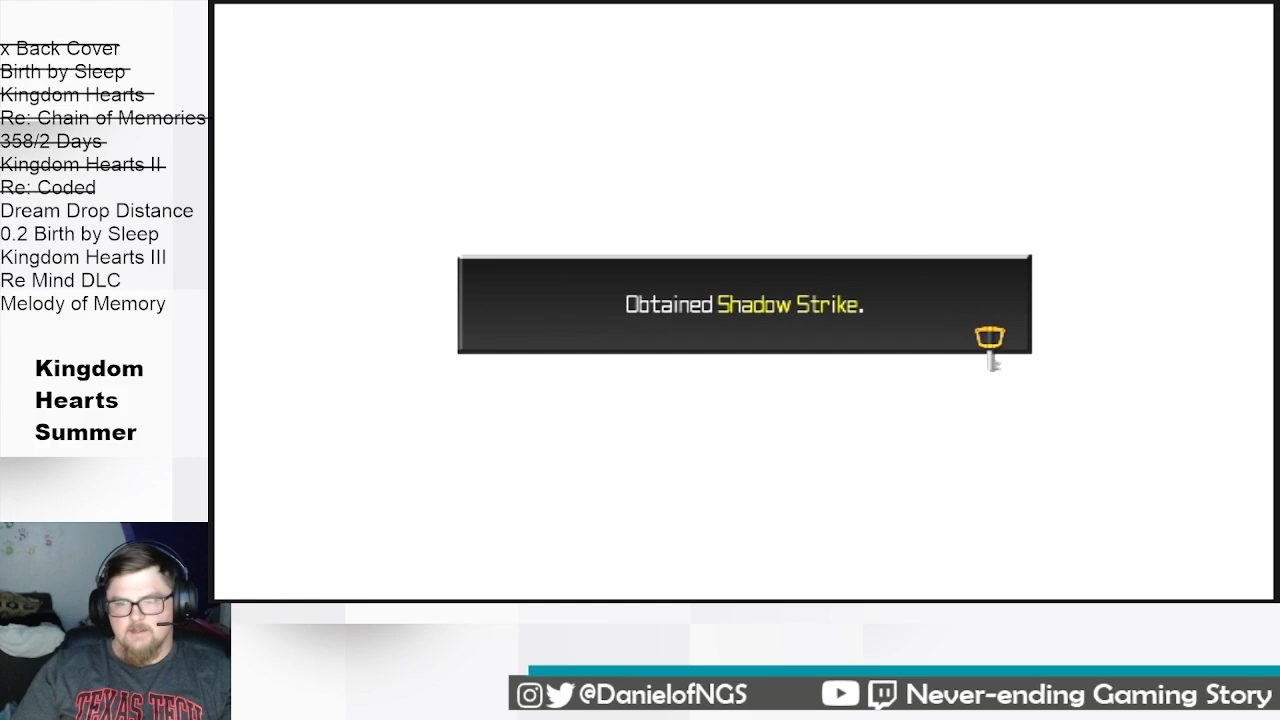 x Back Cover
Birth by Sleep
Kingdom Hearts
Re: Chain of Memories
358/2 Days
Kingdom Hearts II
Re: Coded
Dream Drop Distance
0.2 Birth by Sleep
Kingdom Hearts III
Re Mind DLC
Melody of Memory
Kingdom
Hearts
Summer
Obtained Shadow Strike.
TEXAS TECH
@DanielofNGS
Never-ending Gaming Story